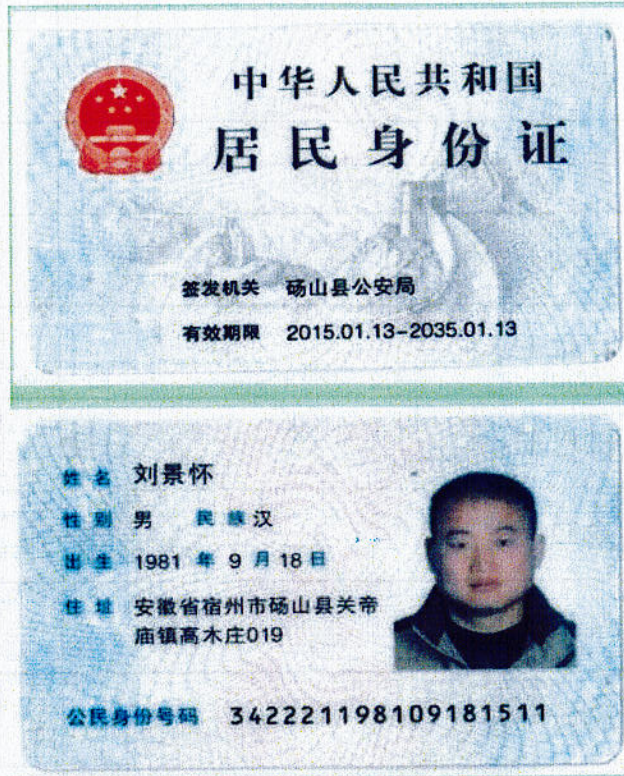 中华人民共和国
居民身份证
签发机关 砀山县公安局
有效期限 2015.01.13-2035.01.13
姓名 刘景怀
性别 男 民族 汉
出生 1981 年 9 月 18 日
住址 安徽省宿州市砀山县关帝
庙镇高木庄019
公民身份号码 342221198109181511